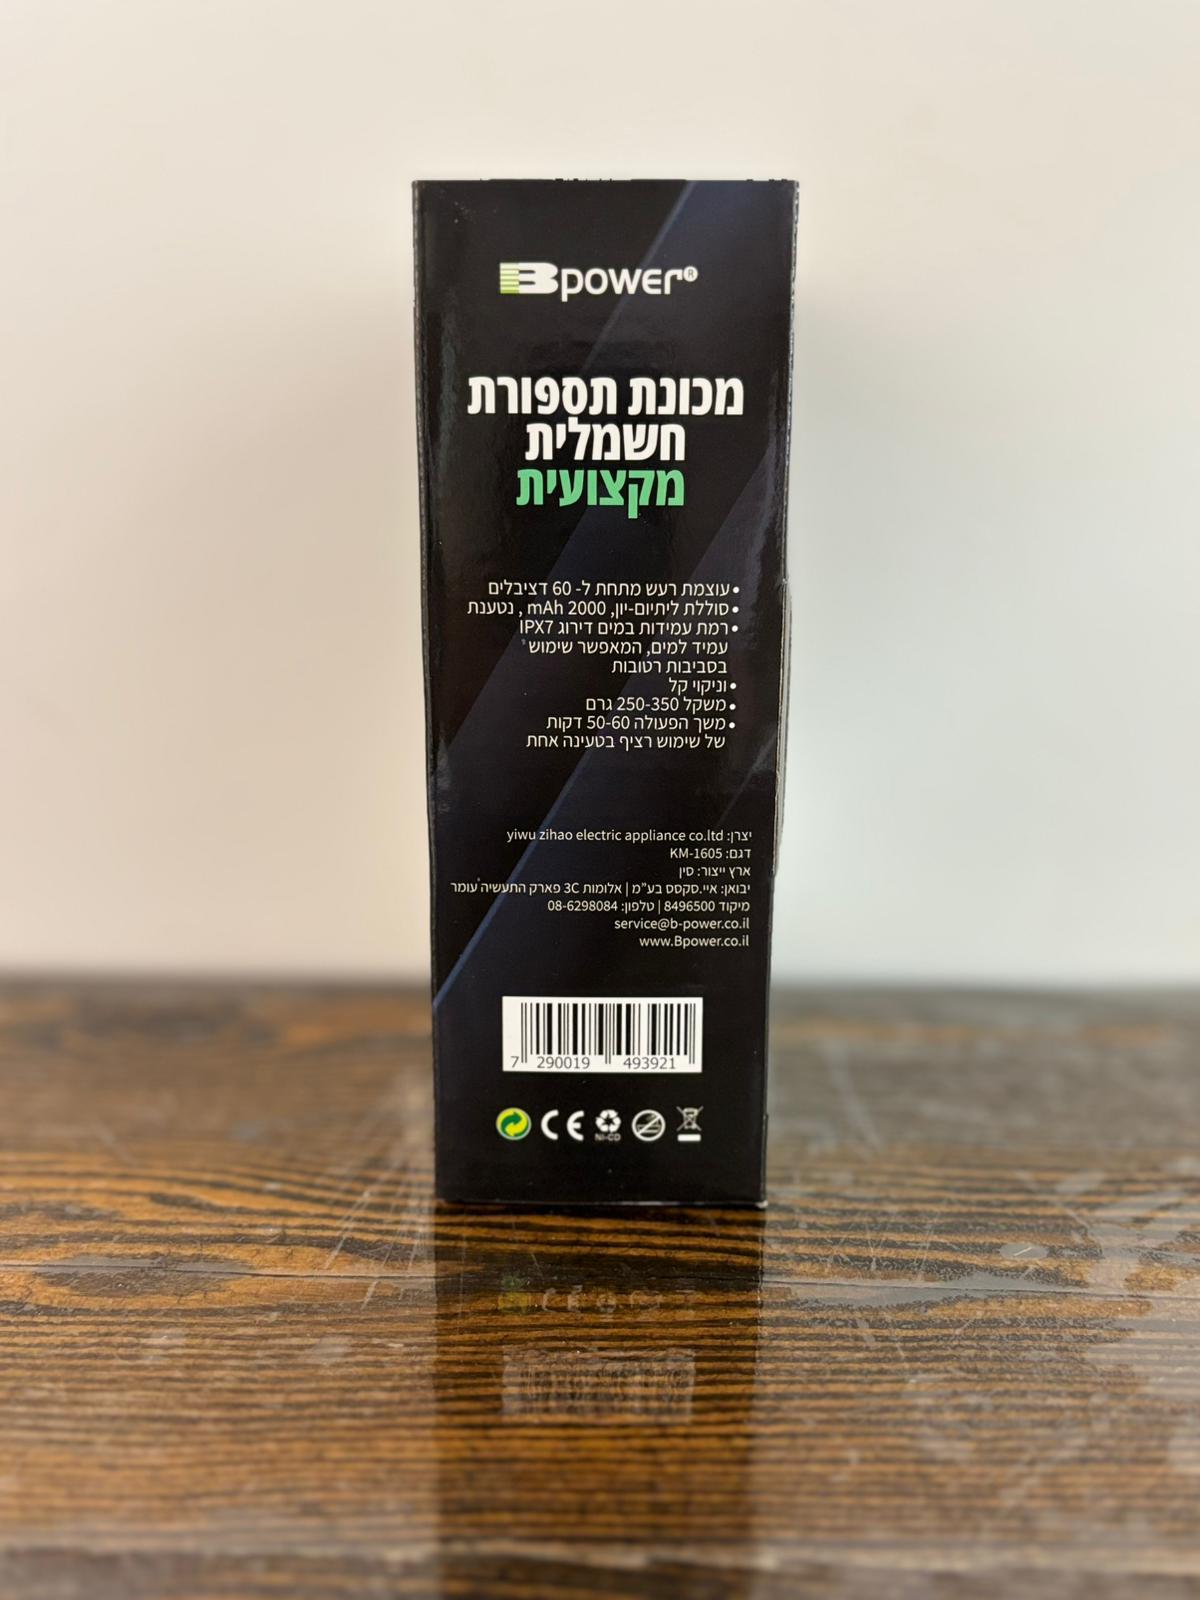 Bpower®
מכונת תספורת
חשמלית
מקצועית
•עוצמת רעש מתחת ל- 60 דציבלים
•סוללת ליתיום-יון, 2000 mAh , נטענת
•רמת עמידות במים דירוג IPX7
עמיד למים, המאפשר שימוש
בסביבות רטובות
•וניקוי קל
•משקל 250-350 גרם
•משך הפעולה 50-60 דקות
של שימוש רציף בטעינה אחת
יצרן: yiwu zihao electric appliance co.ltd
דגם: KM-1605
ארץ ייצור: סין
יבואן: איי.סקסס בע"מ | אלומות 3C פארק התעשיה עומר
מיקוד 8496500 | טלפון: 08-6298084
service@b-power.co.il
www.Bpower.co.il
7 290019 493921
CE
Ni-CD